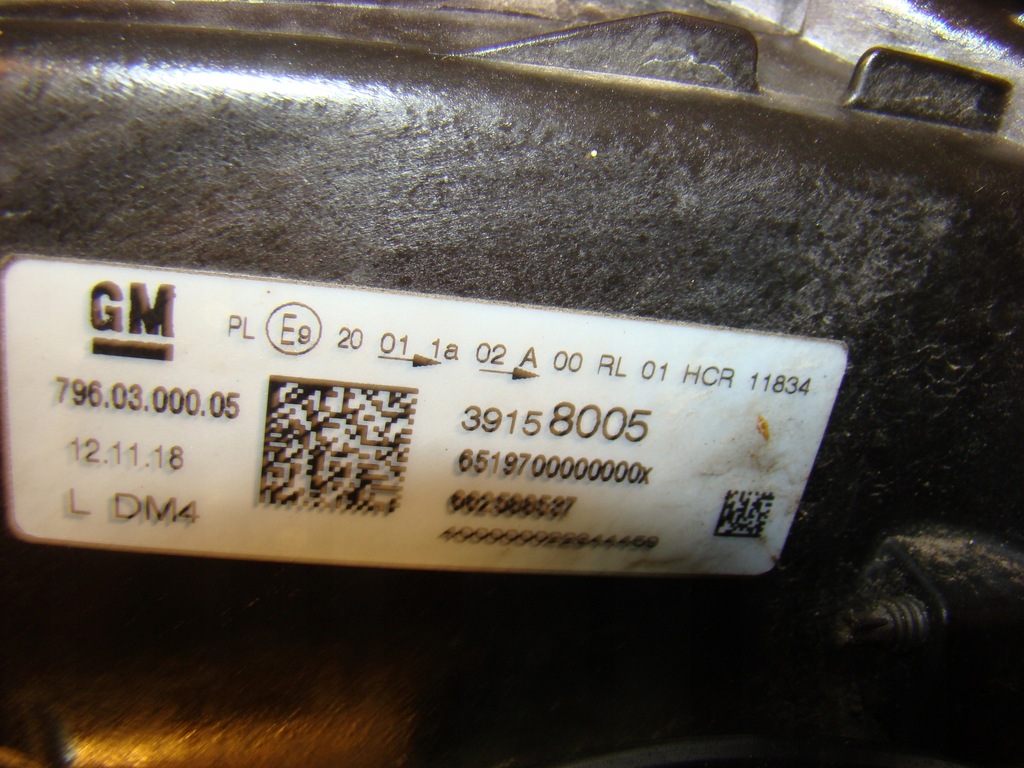 GM
PL E9 20 01 1a 02 A 00 RL 01 HCR 11834
796.03.000.05
39158005
12.11.18
6519700000000X
L DM4